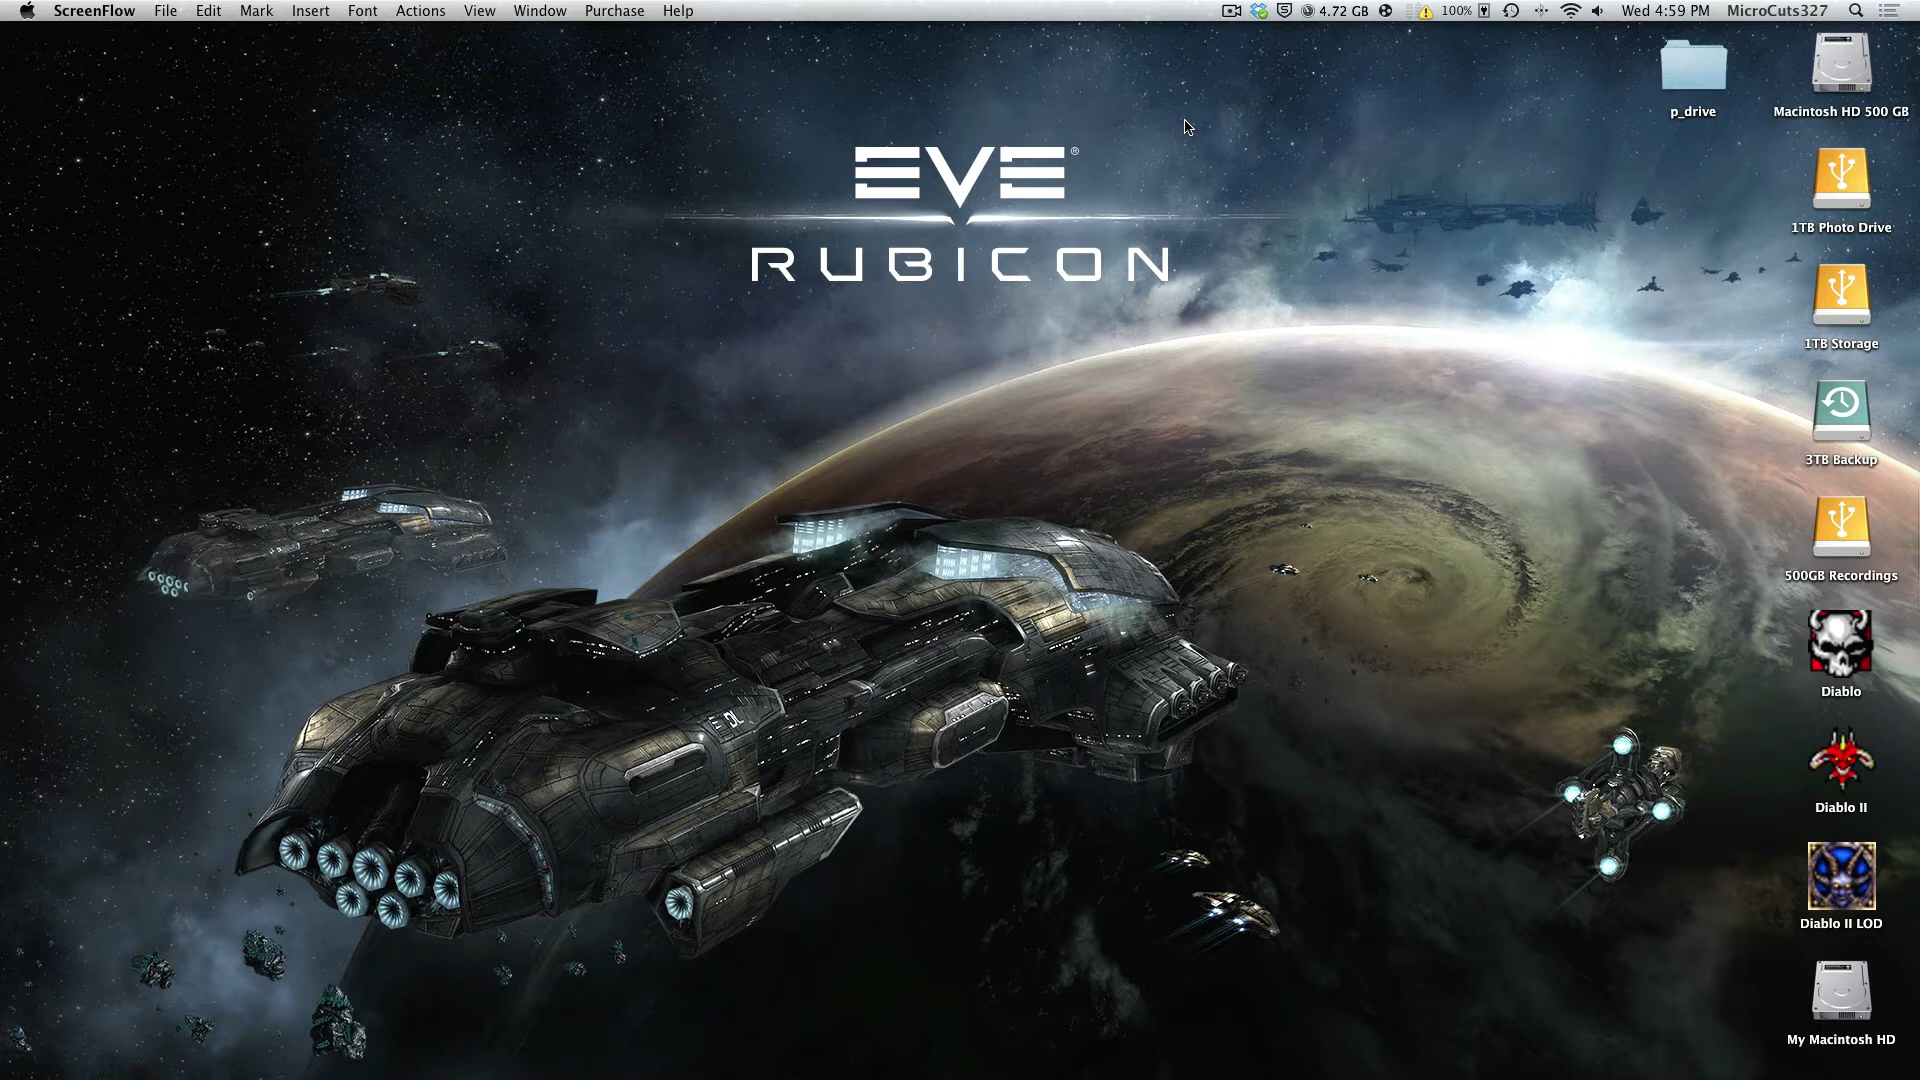 ScreenFlow File Edit Mark Insert Font Actions View Window Purchase Help 4.72 GB 100% Wed 4:59 PM MicroCuts327
p_drive
Macintosh HD 500 GB
EVE®
RUBICON
1TB Photo Drive
1TB Storage
3TB Backup
500GB Recordings
Diablo
Diablo II
Diablo II LOD
My Macintosh HD